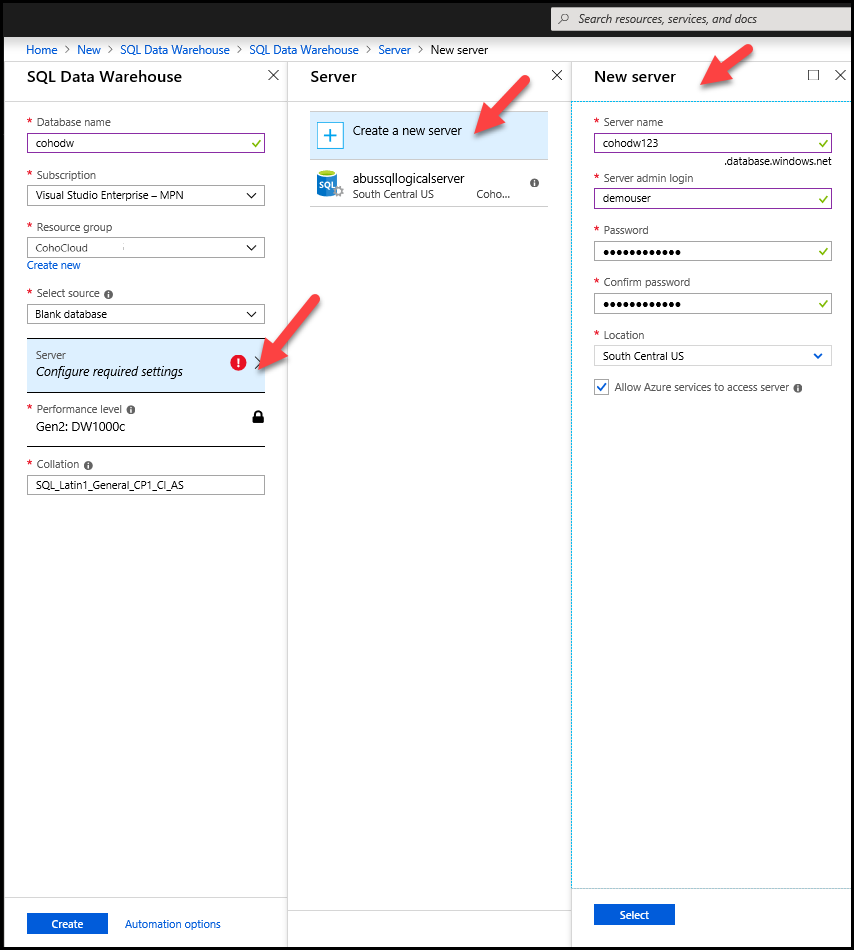 Search resources, services, and docs
Home > New > SQL Data Warehouse > SQL Data Warehouse > Server > New server
SQL Data Warehouse
* Database name
cohodw
* Subscription
Visual Studio Enterprise – MPN
* Resource group
CohoCloud
Create new
* Select source
Blank database
Server
Configure required settings
* Performance level
Gen2: DW1000c
* Collation
SQL_Latin1_General_CP1_CI_AS
Create
Automation options
Server
Create a new server
SQL
abussqllogicalserver
South Central US
Coho...
New server
* Server name
cohodw123
.database.windows.net
* Server admin login
demouser
* Password
●●●●●●●●●●●●
* Confirm password
●●●●●●●●●●●●
* Location
South Central US
Allow Azure services to access server
Select